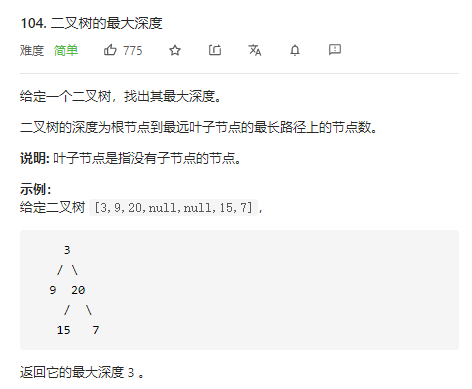 104. 二叉树的最大深度
难度 简单 775
给定一个二叉树，找出其最大深度。
二叉树的深度为根节点到最远叶子节点的最长路径上的节点数。
说明: 叶子节点是指没有子节点的节点。
示例：
给定二叉树 [3,9,20,null,null,15,7]，
3
/ \
9 20
/ \
15 7
返回它的最大深度 3 。